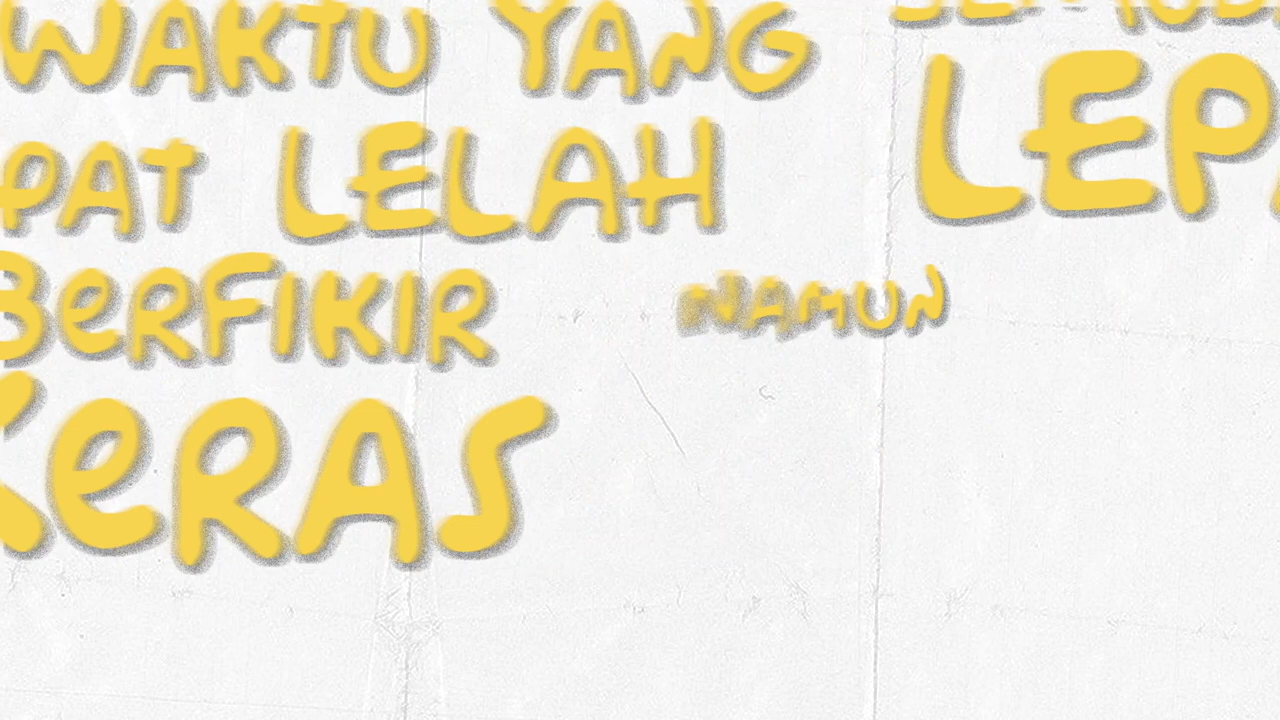 WAKTU YANG
PAT LELAH
BERFIKIR
KERAS
LEP
NAMUN